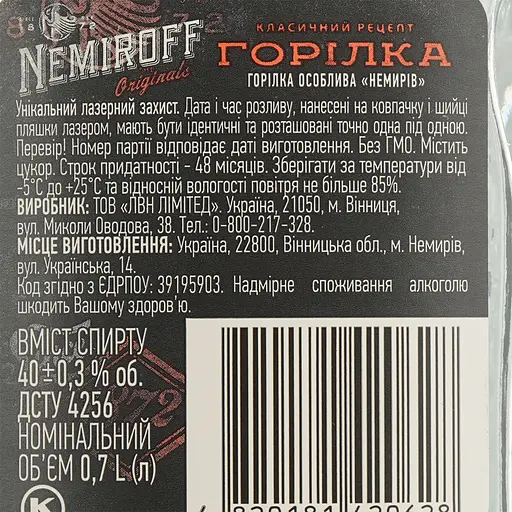 NEMIROFF
Originals
КЛАСИЧНИЙ РЕЦЕПТ
ГОРІЛКА
ГОРІЛКА ОСОБЛИВА «НЕМИРІВ»
Унікальний лазерний захист. Дата і час розливу, нанесені на ковпачку і шийці
пляшки лазером, мають бути ідентичні та розташовані точно одна під одною.
Перевір! Номер партії відповідає даті виготовлення. Без ГМО. Містить
цукор. Строк придатності - 48 місяців. Зберігати за температури від
-5°С до +25°С та відносній вологості повітря не більше 85%.
ВИРОБНИК: ТОВ «ЛВН ЛІМІТЕД». Україна, 21050, м. Вінниця,
вул. Миколи Оводова, 38. Тел.: 0-800-217-328.
МІСЦЕ ВИГОТОВЛЕННЯ: Україна, 22800, Вінницька обл., м. Немирів,
вул. Українська, 14.
Код згідно з ЄДРПОУ: 39195903. Надмірне споживання алкоголю
шкодить Вашому здоров'ю.
ВМІСТ СПИРТУ
40±0,3 % об.
ДСТУ 4256
НОМІНАЛЬНИЙ
ОБ'ЄМ 0,7 L (л)
K